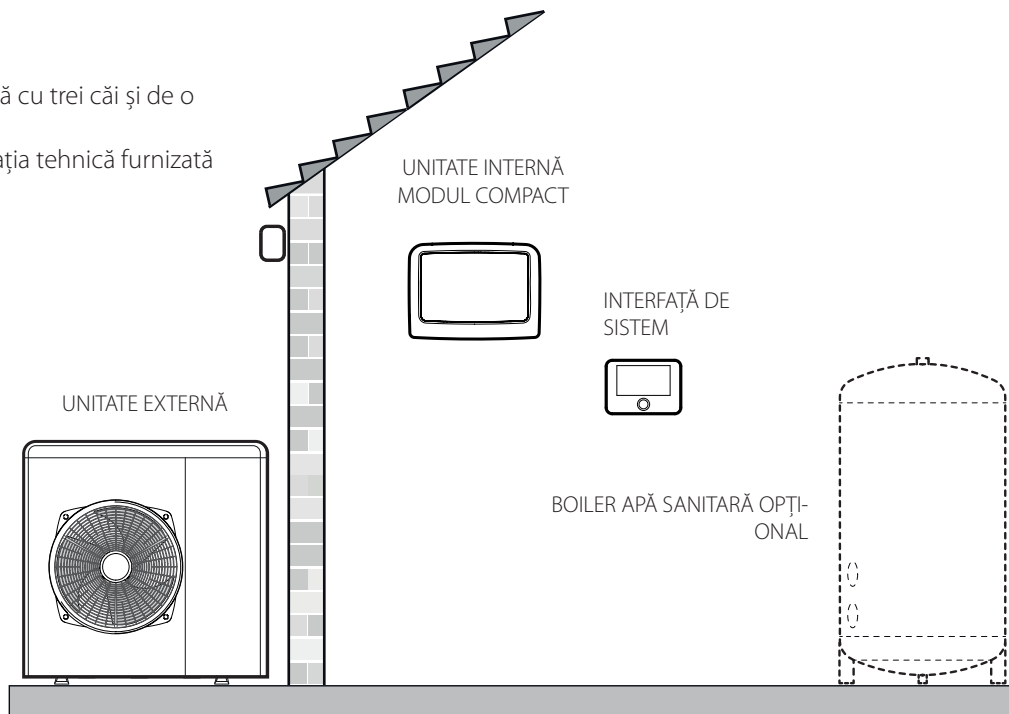 ă cu trei căi și de o
ația tehnică furnizată
UNITATE INTERNĂ
MODUL COMPACT
INTERFAȚĂ DE
SISTEM
UNITATE EXTERNĂ
BOILER APĂ SANITARĂ OPȚI-
ONAL